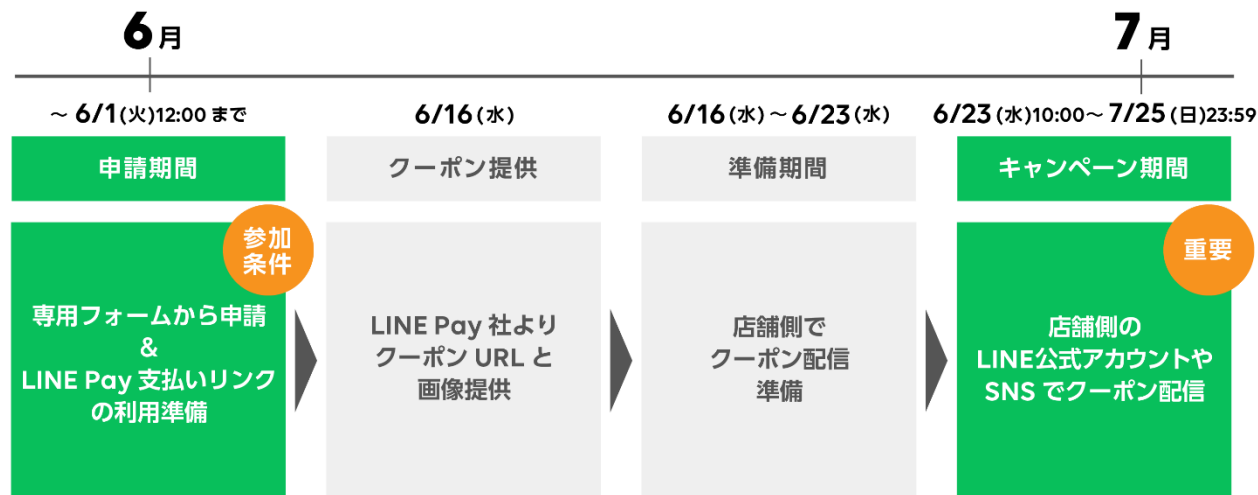 6月
7月
～ 6/1(火)12:00 まで
6/16(水)
6/16(水)～6/23(水)
6/23(水)10:00～7/25(日)23:59
申請期間
クーポン提供
準備期間
キャンペーン期間
参加
条件
専用フォームから申請
&
LINE Pay 支払いリンク
の利用準備
LINE Pay 社より
クーポン URL と
画像提供
店舗側で
クーポン配信
準備
重要
店舗側の
LINE公式アカウントや
SNS でクーポン配信